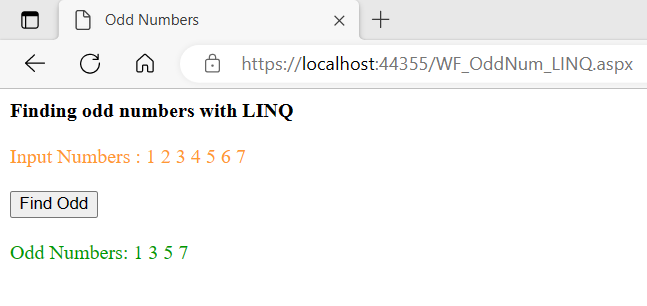 Odd Numbers
https://localhost:44355/WF_OddNum_LINQ.aspx
Finding odd numbers with LINQ
Input Numbers : 1 2 3 4 5 6 7
Find Odd
Odd Numbers: 1 3 5 7